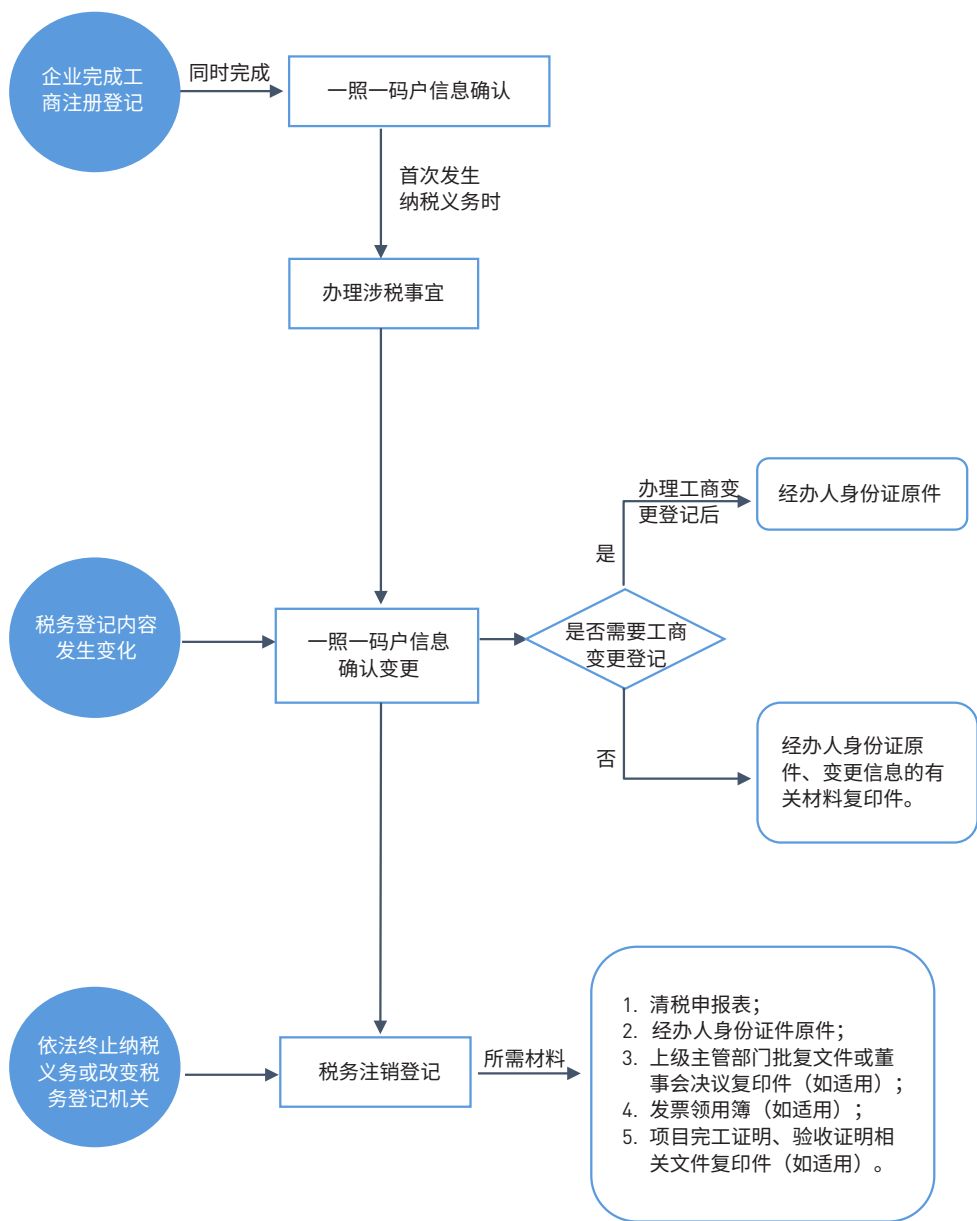 企业完成工
商注册登记
同时完成
一照一码户信息确认
首次发生
纳税义务时
办理涉税事宜
办理工商变
更登记后
经办人身份证原件
是
税务登记内容
发生变化
一照一码户信息
确认变更
是否需要工商
变更登记
否
经办人身份证原
件、变更信息的有
关材料复印件。
依法终止纳税
义务或改变税
务登记机关
税务注销登记
所需材料
1. 清税申报表；
2. 经办人身份证件原件；
3. 上级主管部门批复文件或董
事会决议复印件（如适用）；
4. 发票领用簿（如适用）；
5. 项目完工证明、验收证明相
关文件复印件（如适用）。